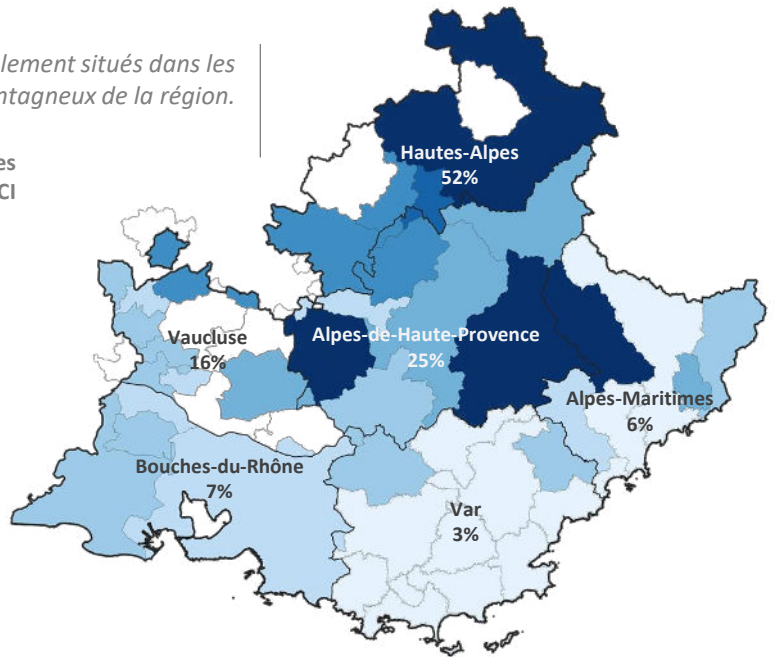 lement situés dans les
ntagneux de la région.
es
CI
Hautes-Alpes
52%
Vaucluse
16%
Alpes-de-Haute-Provence
25%
Alpes-Maritimes
6%
Bouches-du-Rhône
7%
Var
3%